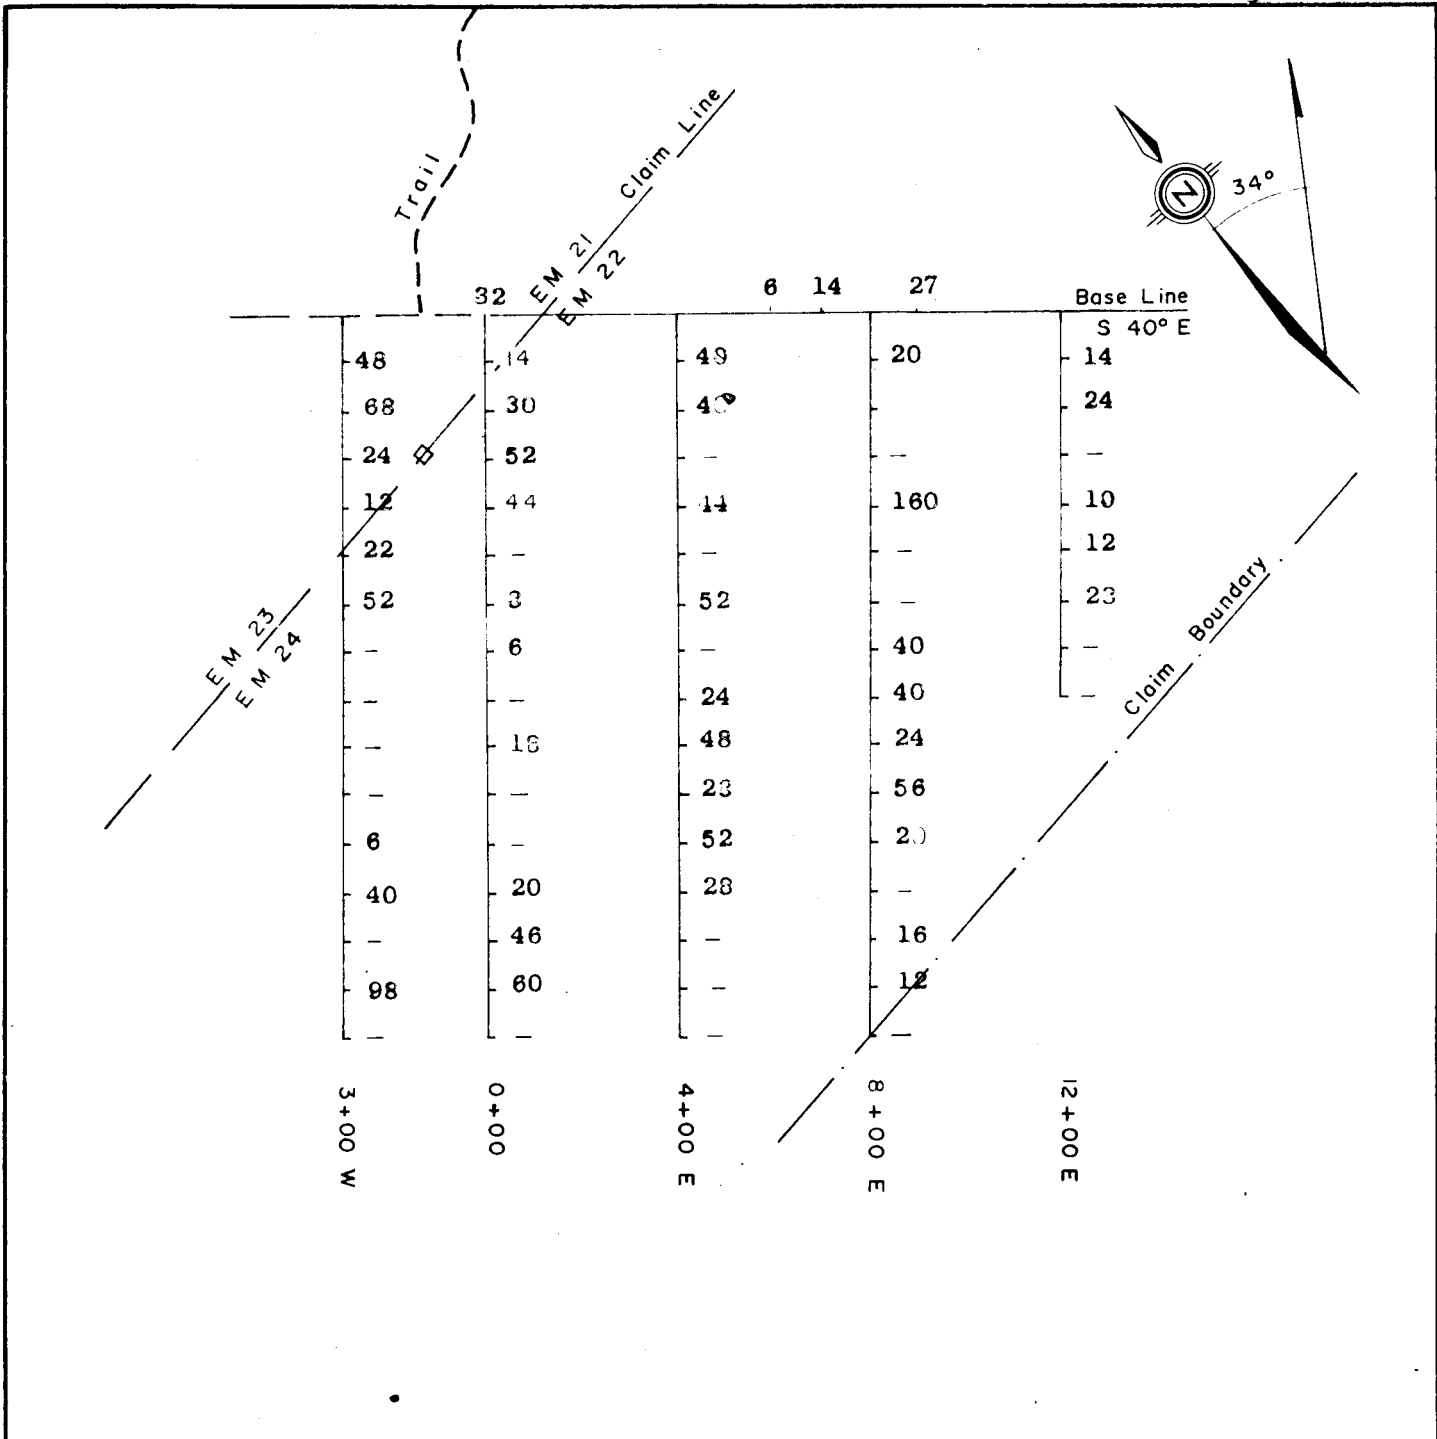 Trail
Claim Line
EM 21
EM 22
N
34°
32
6 14 27
Base Line
S 40° E
48 14 49 20 14
68 30 24
24 52 — — —
12 44 160 10
22 — — — 12
52 52 — 23
— 6 — 40 —
— — 24 40 —
— 48 24
— — 23 56
6 — 52
40 20 28 —
— 46 — 16
98 60 — 12
— — — —
EM 23
EM 24
Claim Boundary
3+00 W
0+00
4+00 E
8+00 E
12+00 E